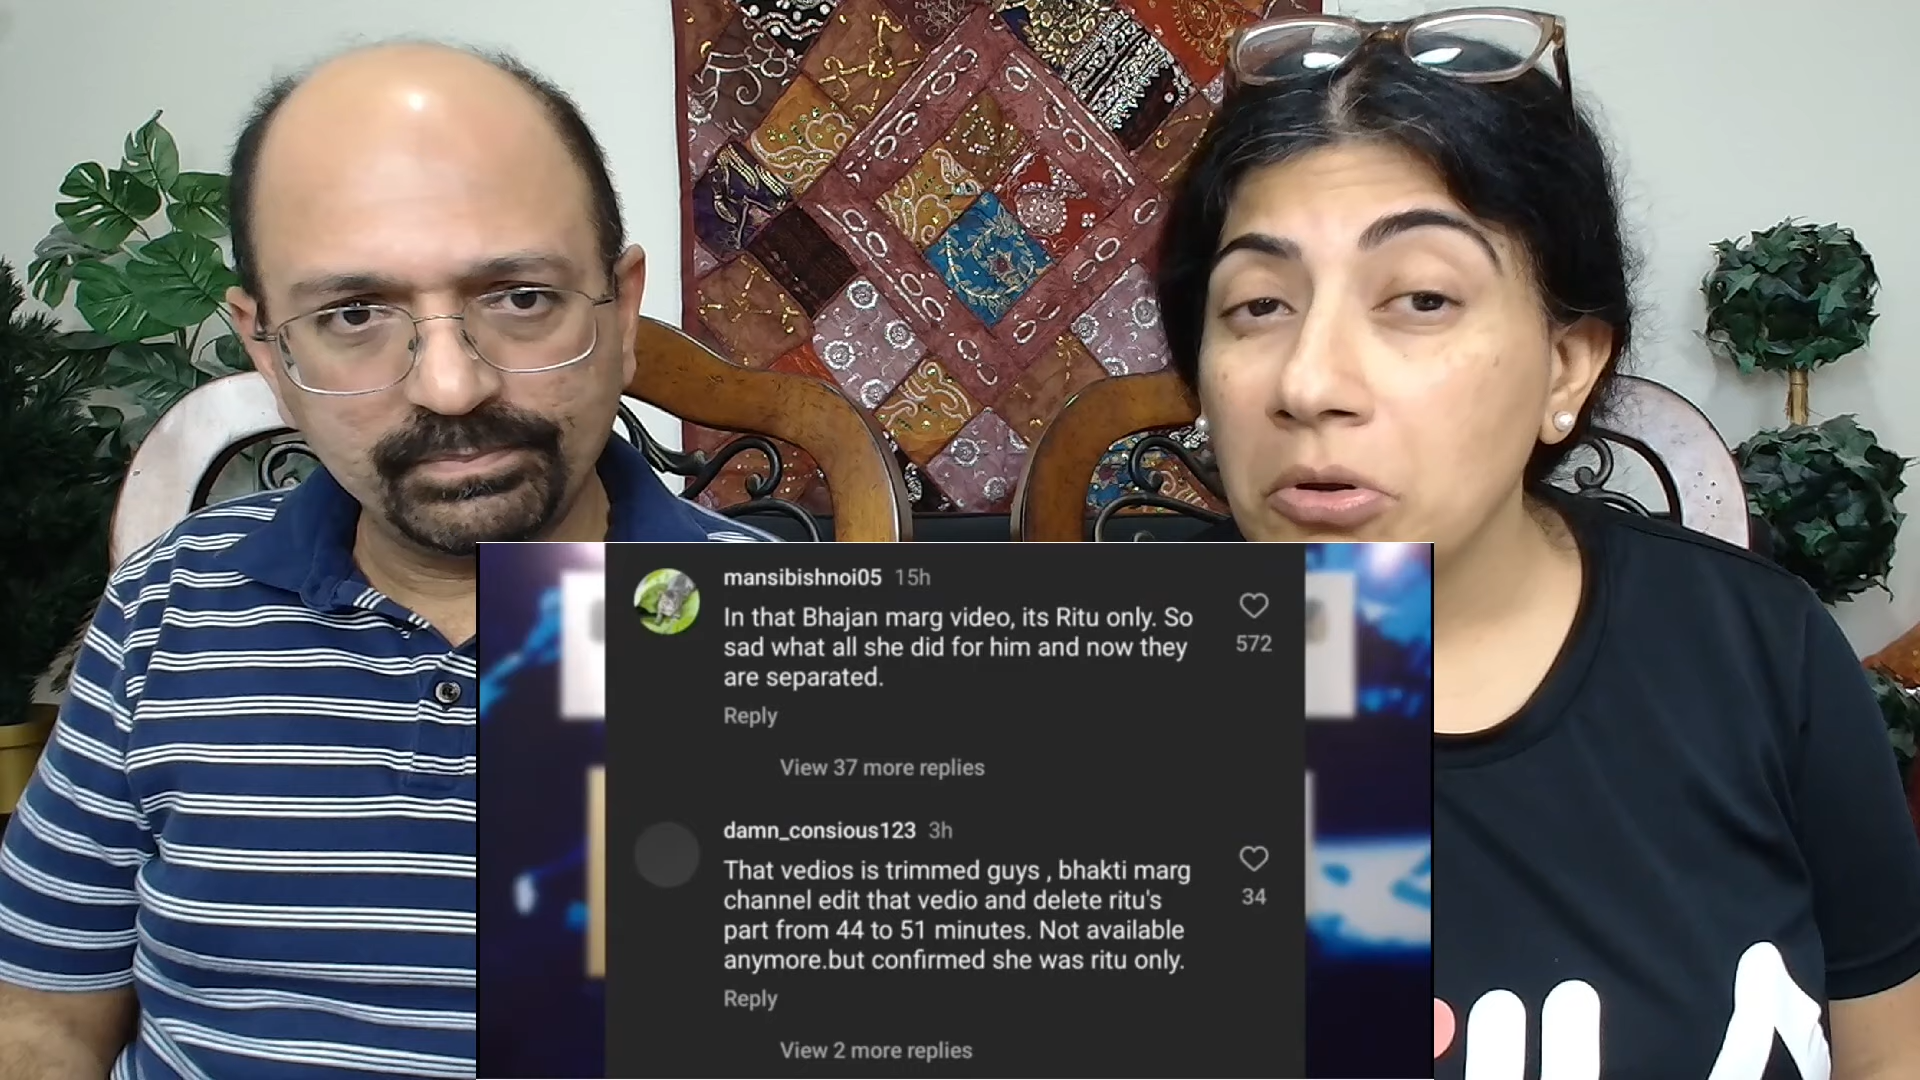 mansibishnoi05 15h
In that Bhajan marg video, its Ritu only. So
sad what all she did for him and now they
are separated.
572
Reply
View 37 more replies
damn_consious123 3h
That vedios is trimmed guys , bhakti marg
channel edit that vedio and delete ritu's
part from 44 to 51 minutes. Not available
anymore.but confirmed she was ritu only.
34
Reply
View 2 more replies